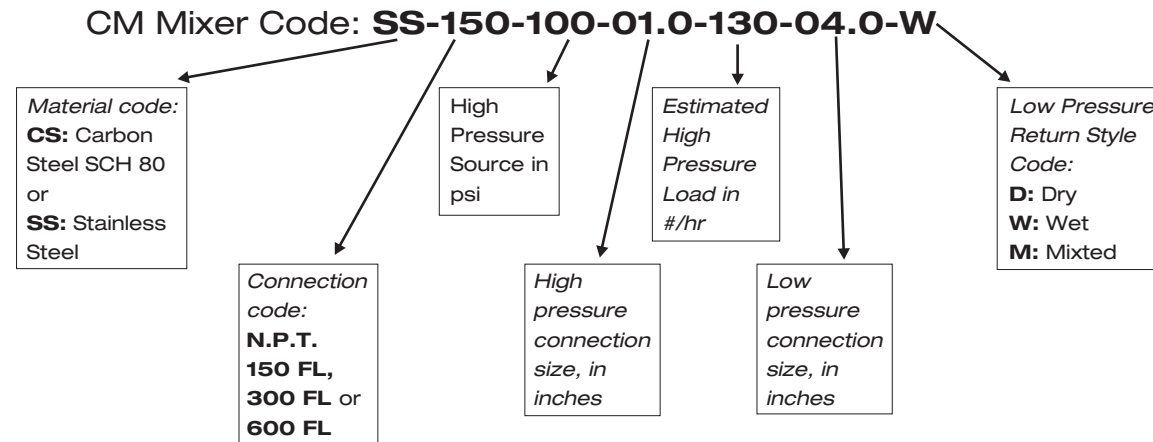 CM Mixer Code: SS-150-100-01.0-130-04.0-W
Material code:
CS: Carbon
Steel SCH 80
or
SS: Stainless
Steel
High
Pressure
Source in
psi
Estimated
High
Pressure
Load in
#/hr
Low Pressure
Return Style
Code:
D: Dry
W: Wet
M: Mixted
Connection
code:
N.P.T.
150 FL,
300 FL or
600 FL
High
pressure
connection
size, in
inches
Low
pressure
connection
size, in
inches